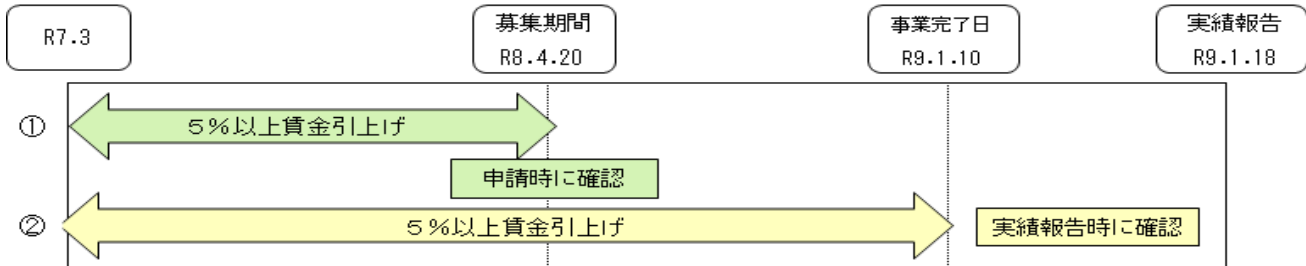 R7.3
募集期間
R8.4.20
事業完了日
R9.1.10
実績報告
R9.1.18
①
５％以上賃金引上げ
申請時に確認
②
５％以上賃金引上げ
実績報告時に確認